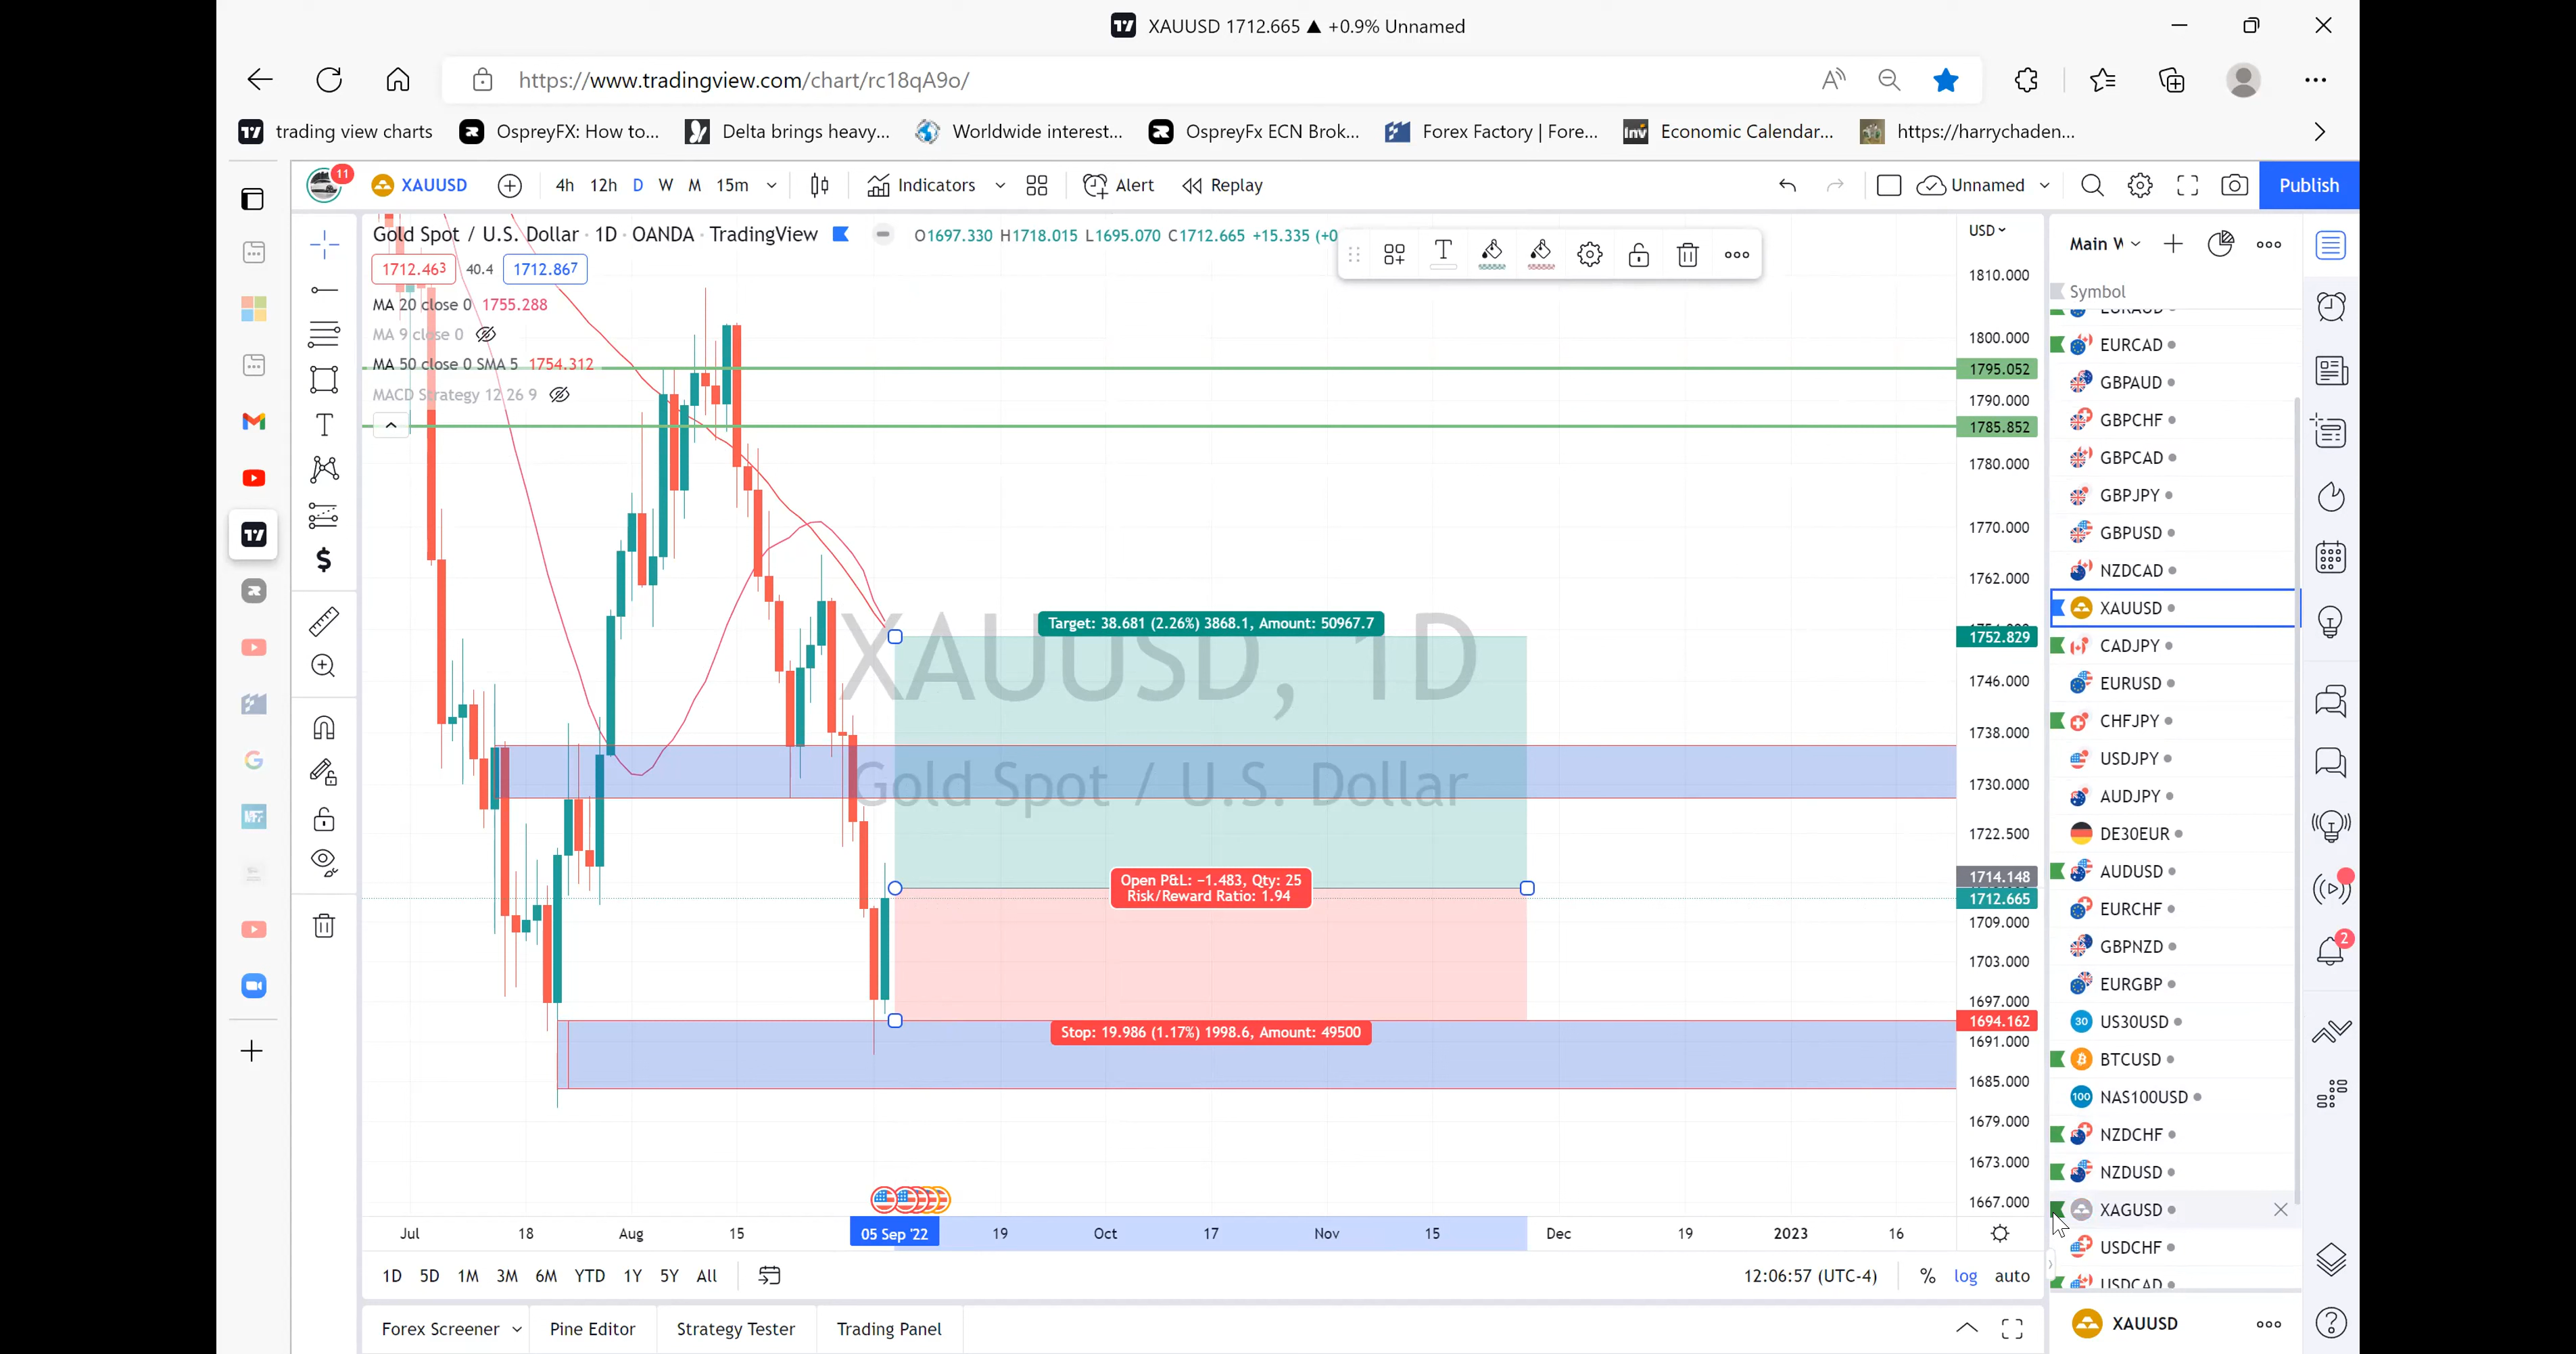 XAUUSD 1712.665 ▲ +0.9% Unnamed
https://www.tradingview.com/chart/rc18qA9o/
trading view charts OspreyFX: How to... Delta brings heavy... Worldwide interest... OspreyFx ECN Brok... Forex Factory | Fore... Economic Calendar... https://harrychaden...
11 XAUUSD 4h 12h D W M 15m Indicators Alert Replay Unnamed Publish
Gold Spot / U.S. Dollar · 1D · OANDA · TradingView O1697.330 H1718.015 L1695.070 C1712.665 +15.335 (+0
1712.463 40.4 1712.867
MA 20 close 0 1755.288
MA 9 close 0
MA 50 close 0 SMA 5 1754.312
MACD Strategy 12 26 9
XAUUSD, 1D
Gold Spot / U.S. Dollar
Target: 38.681 (2.26%) 3868.1, Amount: 50967.7
Open P&L: −1.483, Qty: 25
Risk/Reward Ratio: 1.94
Stop: 19.986 (1.17%) 1998.6, Amount: 49500
USD
1810.000
1800.000
1795.052
1790.000
1785.852
1780.000
1770.000
1762.000
1752.829
1746.000
1738.000
1730.000
1722.500
1714.148
1712.665
1709.000
1703.000
1697.000
1694.162
1691.000
1685.000
1679.000
1673.000
1667.000
Jul 18 Aug 15 05 Sep '22 19 Oct 17 Nov 15 Dec 19 2023 16
1D 5D 1M 3M 6M YTD 1Y 5Y All 12:06:57 (UTC-4) % log auto
Forex Screener Pine Editor Strategy Tester Trading Panel
Main W
Symbol
EURAUD
EURCAD
GBPAUD
GBPCHF
GBPCAD
GBPJPY
GBPUSD
NZDCAD
XAUUSD
CADJPY
EURUSD
CHFJPY
USDJPY
AUDJPY
DE30EUR
AUDUSD
EURCHF
GBPNZD
EURGBP
30 US30USD
BTCUSD
100 NAS100USD
NZDCHF
NZDUSD
XAGUSD
USDCHF
USDCAD
XAUUSD
2